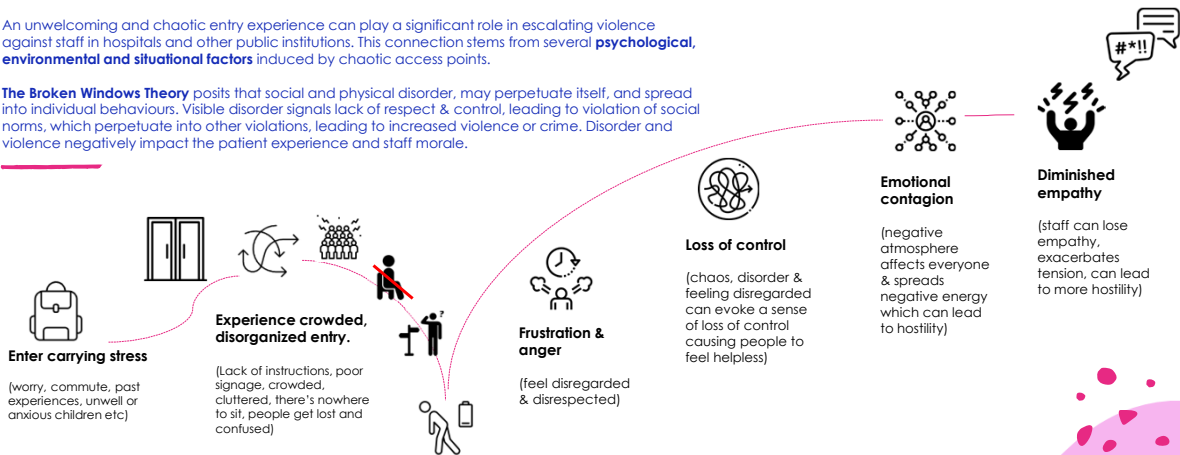 An unwelcoming and chaotic entry experience can play a significant role in escalating violence
against staff in hospitals and other public institutions. This connection stems from several psychological,
environmental and situational factors induced by chaotic access points.
The Broken Windows Theory posits that social and physical disorder, may perpetuate itself, and spread
into individual behaviours. Visible disorder signals lack of respect & control, leading to violation of social
norms, which perpetuate into other violations, leading to increased violence or crime. Disorder and
violence negatively impact the patient experience and staff morale.
Enter carrying stress
(worry, commute, past
experiences, unwell or
anxious children etc)
Experience crowded,
disorganized entry.
(Lack of instructions, poor
signage, crowded,
cluttered, there's nowhere
to sit, people get lost and
confused)
?
Frustration &
anger
(feel disregarded
& disrespected)
Loss of control
(chaos, disorder &
feeling disregarded
can evoke a sense
of loss of control
causing people to
feel helpless)
Emotional
contagion
(negative
atmosphere
affects everyone
& spreads
negative energy
which can lead
to hostility)
#*!!
Diminished
empathy
(staff can lose
empathy,
exacerbates
tension, can lead
to more hostility)